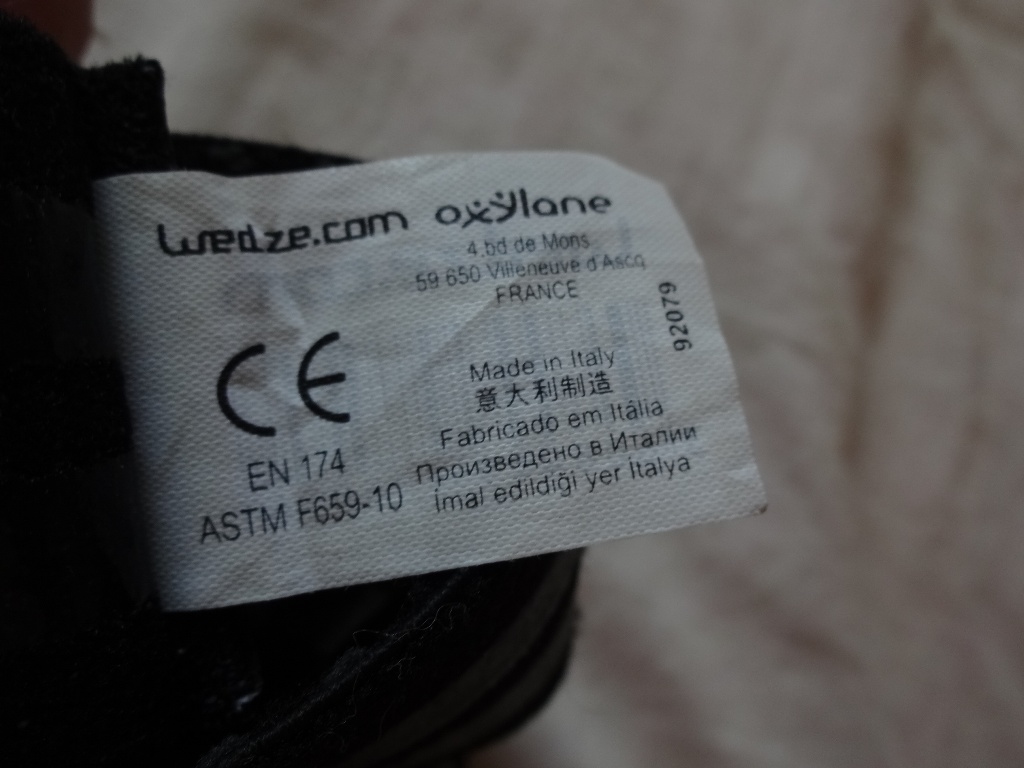 wedze.com oxylane
4.bd de Mons
59 650 Villeneuve d'Ascq
FRANCE
92079
CE
EN 174
ASTM F659-10
Made in Italy
意大利制造
Fabricado em Itália
Произведено в Италии
İmal edildiği yer İtalya